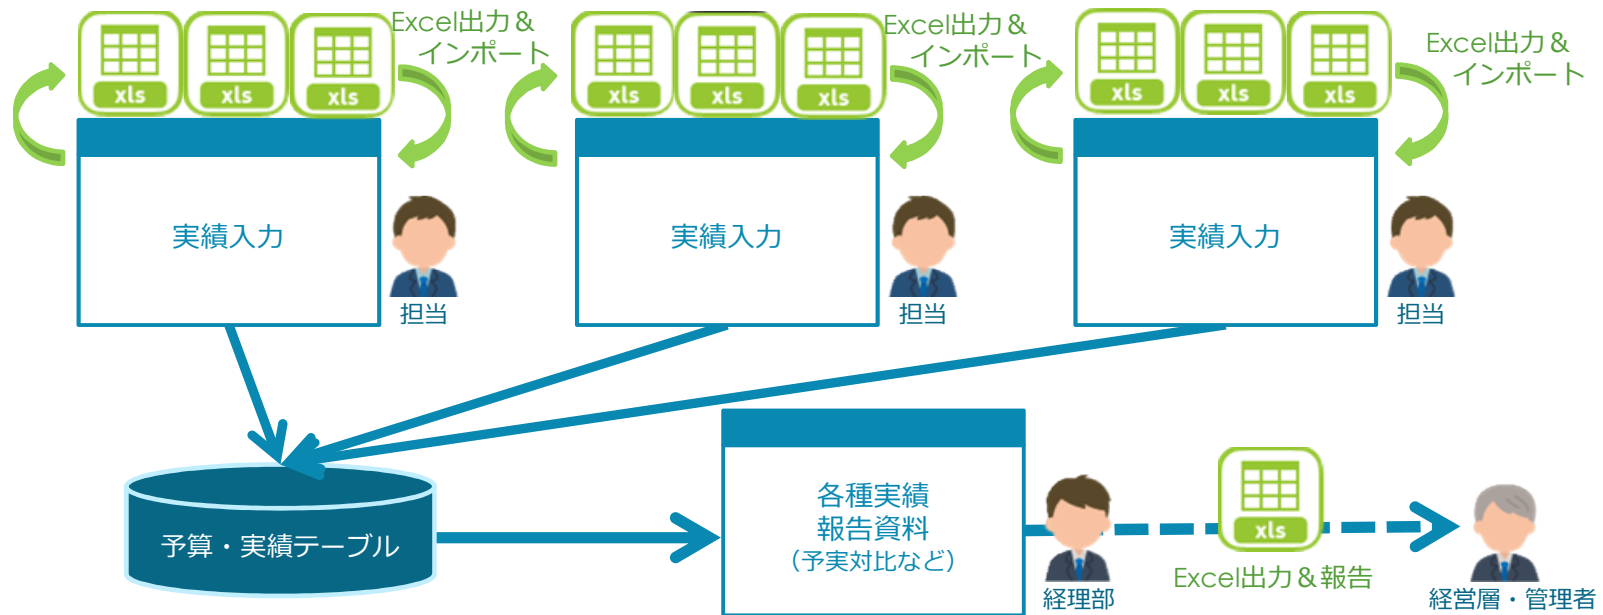 xls
xls
xls
Excel出力＆
インポート
xls
xls
xls
Excel出力＆
インポート
xls
xls
xls
Excel出力＆
インポート
実績入力
担当
実績入力
担当
実績入力
担当
予算・実績テーブル
各種実績
報告資料
（予実対比など）
経理部
xls
Excel出力＆報告
経営層・管理者